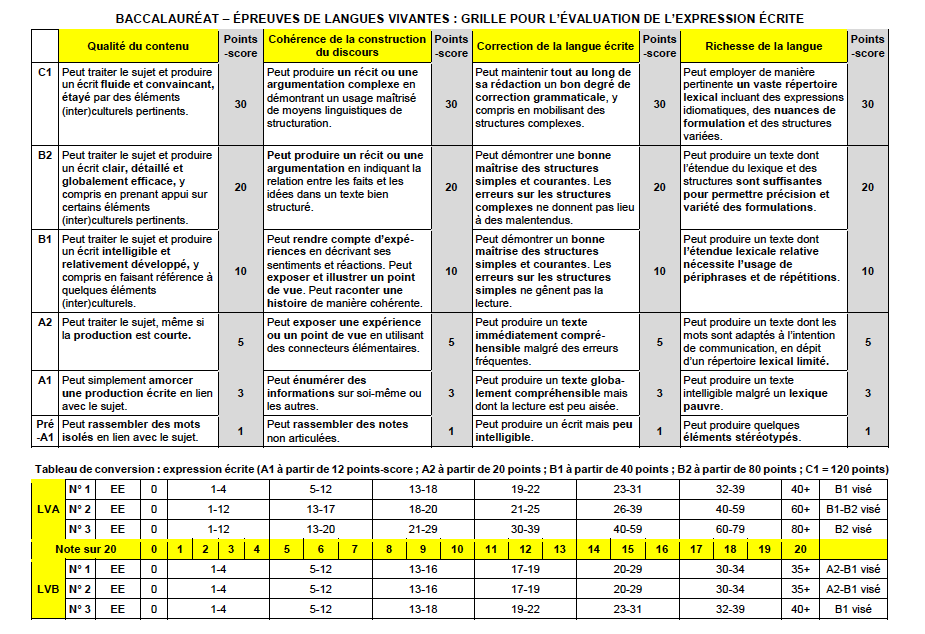 BACCALAURÉAT – ÉPREUVES DE LANGUES VIVANTES : GRILLE POUR L'ÉVALUATION DE L'EXPRESSION ÉCRITE
Qualité du contenu
Points
-score
Cohérence de la construction
du discours
Points
-score
Correction de la langue écrite
Points
-score
Richesse de la langue
Points
-score
C1
Peut traiter le sujet et produire
un écrit fluide et convaincant,
étayé par des éléments
(inter)culturels pertinents.
30
Peut produire un récit ou une
argumentation complexe en
démontrant un usage maîtrisé
de moyens linguistiques de
structuration.
30
Peut maintenir tout au long de
sa rédaction un bon degré de
correction grammaticale, y
compris en mobilisant des
structures complexes.
30
Peut employer de manière
pertinente un vaste répertoire
lexical incluant des expressions
idiomatiques, des nuances de
formulation et des structures
variées.
30
B2
Peut traiter le sujet et produire
un écrit clair, détaillé et
globalement efficace, y
compris en prenant appui sur
certains éléments
(inter)culturels pertinents.
20
Peut produire un récit ou une
argumentation en indiquant la
relation entre les faits et les
idées dans un texte bien
structuré.
20
Peut démontrer une bonne
maîtrise des structures
simples et courantes. Les
erreurs sur les structures
complexes ne donnent pas lieu
à des malentendus.
20
Peut produire un texte dont
l'étendue du lexique et des
structures sont suffisantes
pour permettre précision et
variété des formulations.
20
B1
Peut traiter le sujet et produire
un écrit intelligible et
relativement développé, y
compris en faisant référence à
quelques éléments
(inter)culturels.
10
Peut rendre compte d'expé-
riences en décrivant ses
sentiments et réactions. Peut
exposer et illustrer un point
de vue. Peut raconter une
histoire de manière cohérente.
10
Peut démontrer un bonne
maîtrise des structures
simples et courantes. Les
erreurs sur les structures
simples ne gênent pas la
lecture.
10
Peut produire un texte dont
l'étendue lexicale relative
nécessite l'usage de
périphrases et de répétitions.
10
A2
Peut traiter le sujet, même si
la production est courte.
5
Peut exposer une expérience
ou un point de vue en utilisant
des connecteurs élémentaires.
5
Peut produire un texte
immédiatement compré-
hensible malgré des erreurs
fréquentes.
5
Peut produire un texte dont les
mots sont adaptés à l'intention
de communication, en dépit
d'un répertoire lexical limité.
5
A1
Peut simplement amorcer
une production écrite en lien
avec le sujet.
3
Peut énumérer des
informations sur soi-même ou
les autres.
3
Peut produire un texte globa-
lement compréhensible mais
dont la lecture est peu aisée.
3
Peut produire un texte
intelligible malgré un lexique
pauvre.
3
Pré
-A1
Peut rassembler des mots
isolés en lien avec le sujet.
1
Peut rassembler des notes
non articulées.
1
Peut produire un écrit mais peu
intelligible.
1
Peut produire quelques
éléments stéréotypés.
1
Tableau de conversion : expression écrite (A1 à partir de 12 points-score ; A2 à partir de 20 points ; B1 à partir de 40 points ; B2 à partir de 80 points ; C1 = 120 points)
LVA
N° 1 EE 0 1-4 5-12 13-18 19-22 23-31 32-39 40+ B1 visé
N° 2 EE 0 1-12 13-17 18-20 21-25 26-39 40-59 60+ B1-B2 visé
N° 3 EE 0 1-12 13-20 21-29 30-39 40-59 60-79 80+ B2 visé
Note sur 20 0 1 2 3 4 5 6 7 8 9 10 11 12 13 14 15 16 17 18 19 20
LVB
N° 1 EE 0 1-4 5-12 13-16 17-19 20-29 30-34 35+ A2-B1 visé
N° 2 EE 0 1-4 5-12 13-16 17-19 20-29 30-34 35+ A2-B1 visé
N° 3 EE 0 1-4 5-12 13-18 19-22 23-31 32-39 40+ B1 visé